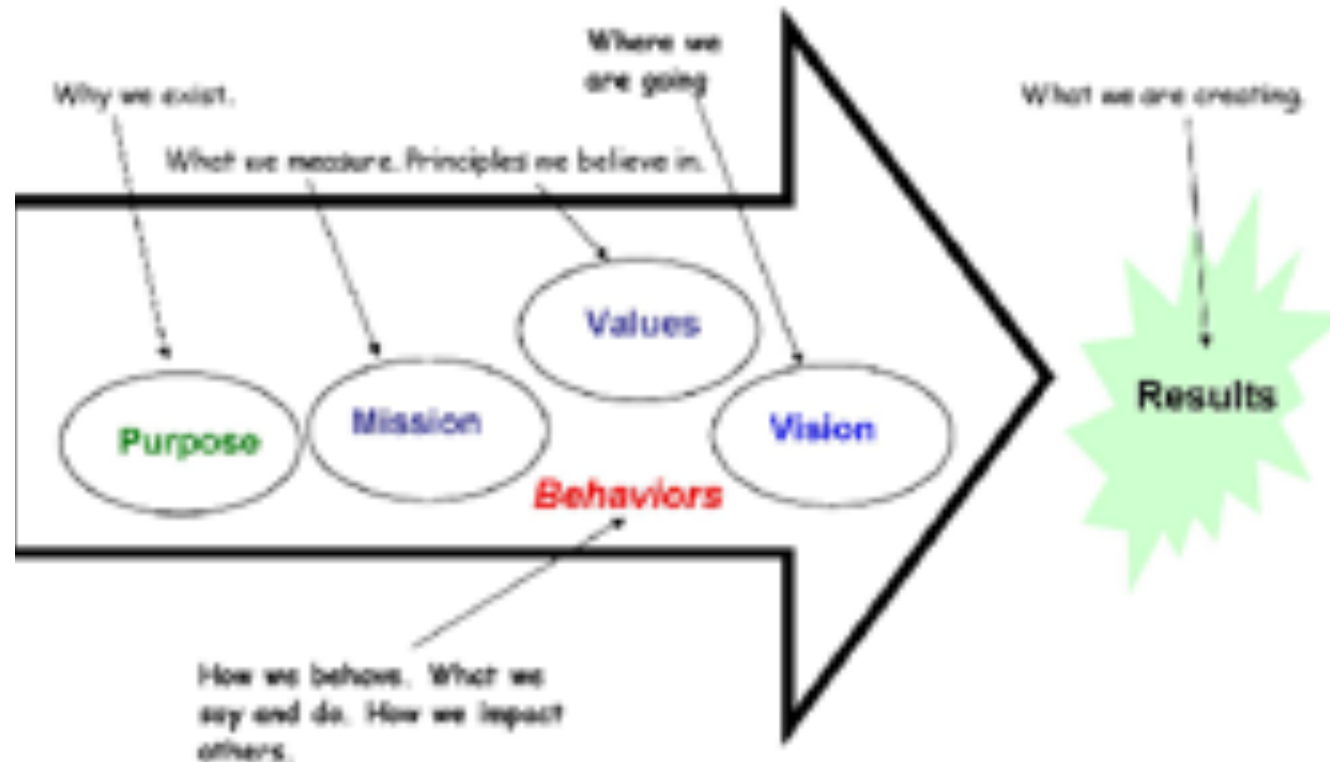 Where we
are going
Why we exist.
What we are creating.
What we measure. Principles we believe in.
Values
Mission
Vision
Purpose
Results
Behaviors
How we behave. What we
say and do. How we impact
others.